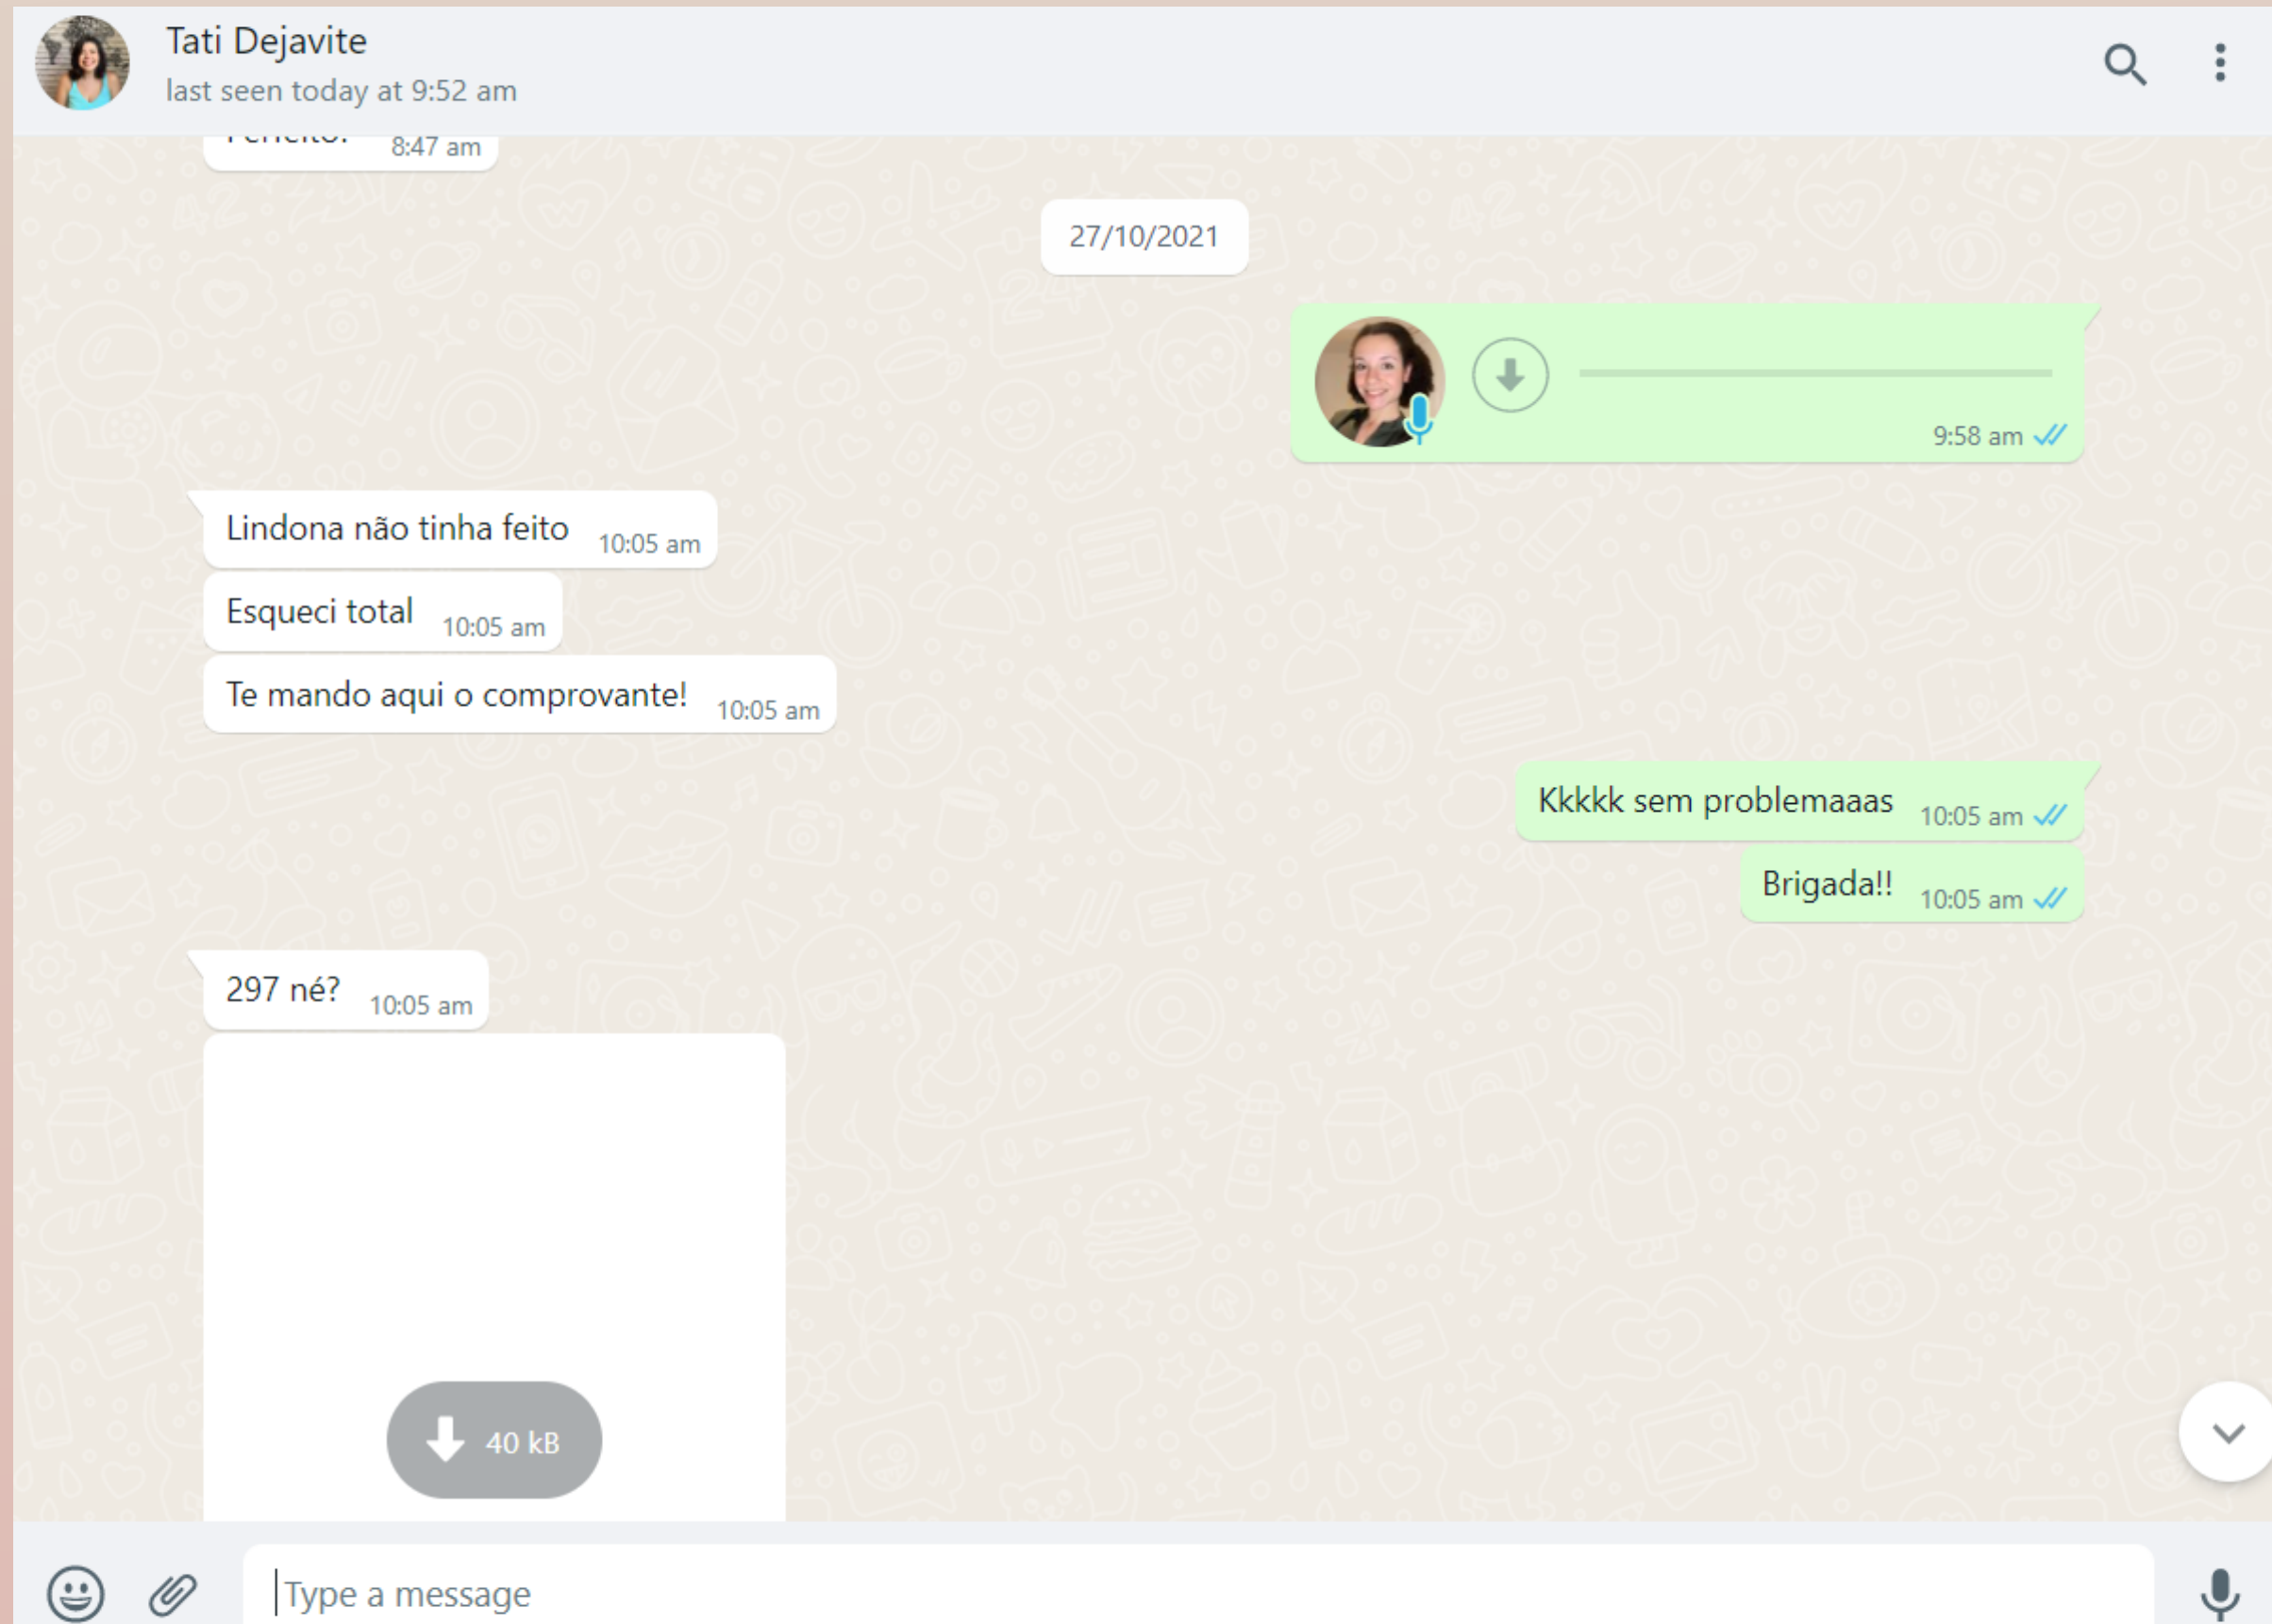 Tati Dejavite
last seen today at 9:52 am
8:47 am
27/10/2021
9:58 am
Lindona não tinha feito 10:05 am
Esqueci total 10:05 am
Te mando aqui o comprovante! 10:05 am
Kkkkk sem problemaaas 10:05 am
Brigada!! 10:05 am
297 né? 10:05 am
40 kB
Type a message